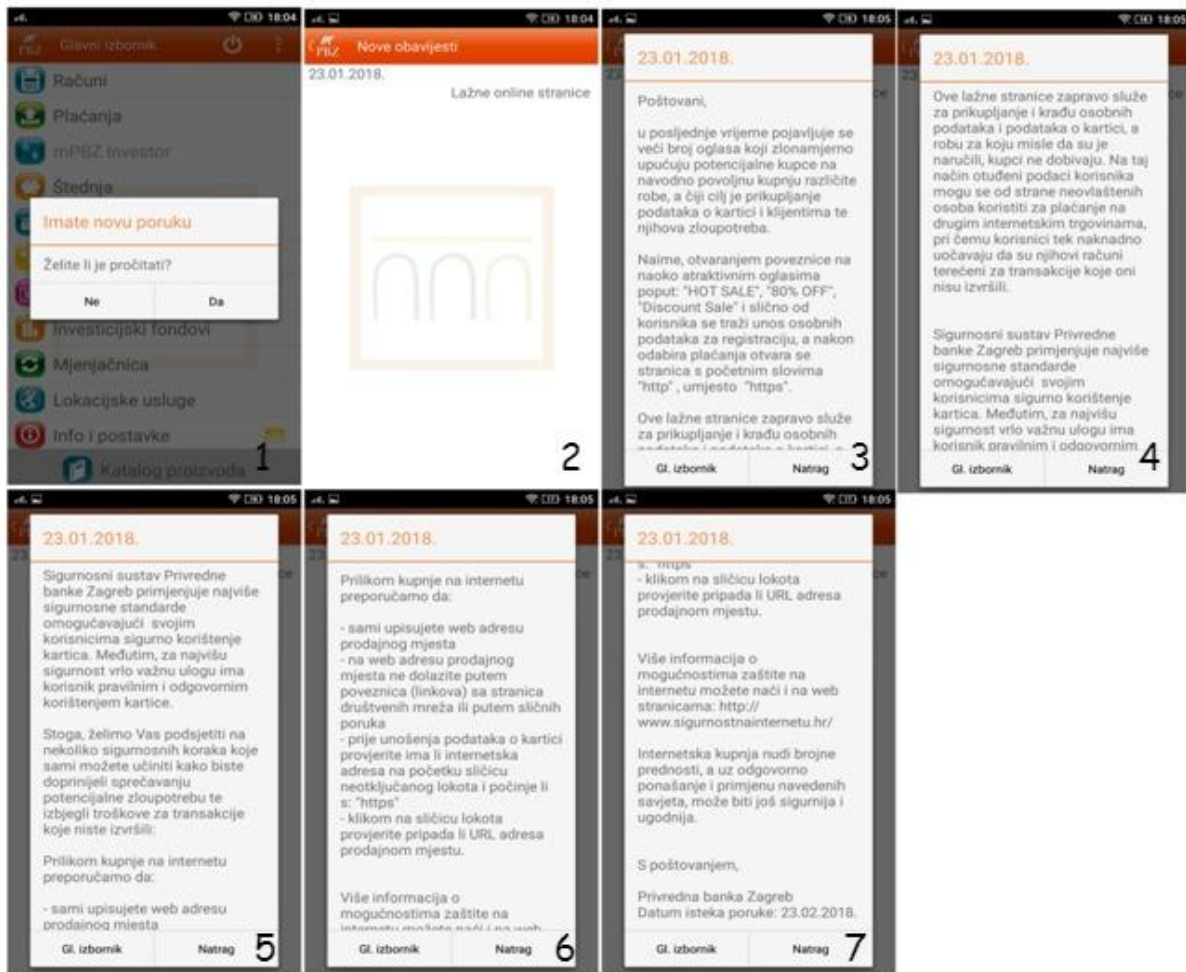 18:04
PBZ Glavni izbornik
Računi
Plaćanja
mPBZ Investor
Štednja
Imate novu poruku
Želite li je pročitati?
Ne Da
Investicijski fondovi
Mjenjačnica
Lokacijske usluge
Info i postavke
Katalog proizvoda
1
18:04
PBZ Nove obavijesti
23.01.2018.
Lažne online stranice
2
18:05
23.01.2018.
Poštovani,
u posljednje vrijeme pojavljuje se
veći broj oglasa koji zlonamjerno
upućuju potencijalne kupce na
navodno povoljnu kupnju različite
robe, a čiji cilj je prikupljanje
podataka o kartici i klijentima te
njihova zloupotreba.
Naime, otvaranjem poveznice na
naoko atraktivnim oglasima
poput: "HOT SALE", "80% OFF",
"Discount Sale" i slično od
korisnika se traži unos osobnih
podataka za registraciju, a nakon
odabira plaćanja otvara se
stranica s početnim slovima
"http" , umjesto "https".
Ove lažne stranice zapravo služe
za prikupljanje i krađu osobnih
podataka i podataka o kartici, a
Gl. izbornik Natrag
3
18:05
23.01.2018.
Ove lažne stranice zapravo služe
za prikupljanje i krađu osobnih
podataka i podataka o kartici, a
robu za koju misle da su je
naručili, kupci ne dobivaju. Na taj
način otuđeni podaci korisnika
mogu se od strane neovlaštenih
osoba koristiti za plaćanje na
drugim internetskim trgovinama,
pri čemu korisnici tek naknadno
uočavaju da su njihovi računi
terećeni za transakcije koje oni
nisu izvršili.
Sigurnosni sustav Privredne
banke Zagreb primjenjuje najviše
sigurnosne standarde
omogućavajući svojim
korisnicima sigurno korištenje
kartica. Međutim, za najvišu
sigurnost vrlo važnu ulogu ima
korisnik pravilnim i odgovornim
Gl. izbornik Natrag
4
18:05
23.01.2018.
Sigurnosni sustav Privredne
banke Zagreb primjenjuje najviše
sigurnosne standarde
omogućavajući svojim
korisnicima sigurno korištenje
kartica. Međutim, za najvišu
sigurnost vrlo važnu ulogu ima
korisnik pravilnim i odgovornim
korištenjem kartice.
Stoga, želimo Vas podsjetiti na
nekoliko sigurnosnih koraka koje
sami možete učiniti kako biste
doprinijeli sprečavanju
potencijalne zloupotrebu te
izbjegli troškove za transakcije
koje niste izvršili:
Prilikom kupnje na internetu
preporučamo da:
- sami upisujete web adresu
prodajnog mjesta
Gl. izbornik Natrag
5
18:05
23.01.2018.
Prilikom kupnje na internetu
preporučamo da:
- sami upisujete web adresu
prodajnog mjesta
- na web adresu prodajnog
mjesta ne dolazite putem
poveznica (linkova) sa stranica
društvenih mreža ili putem sličnih
poruka
- prije unošenja podataka o kartici
provjerite ima li internetska
adresa na početku sličicu
neotključanog lokota i počinje li
s: "https"
- klikom na sličicu lokota
provjerite pripada li URL adresa
prodajnom mjestu.
Više informacija o
mogućnostima zaštite na
internetu možete naći i na web
Gl. izbornik Natrag
6
18:05
23.01.2018.
s: "https
- klikom na sličicu lokota
provjerite pripada li URL adresa
prodajnom mjestu.
Više informacija o
mogućnostima zaštite na
internetu možete naći i na web
stranicama: http://
www.sigurnostnainternetu.hr/
Internetska kupnja nudi brojne
prednosti, a uz odgovorno
ponašanje i primjenu navedenih
savjeta, može biti još sigurnija i
ugodnija.
S poštovanjem,
Privredna banka Zagreb
Datum isteka poruke: 23.02.2018.
Gl. izbornik Natrag
7